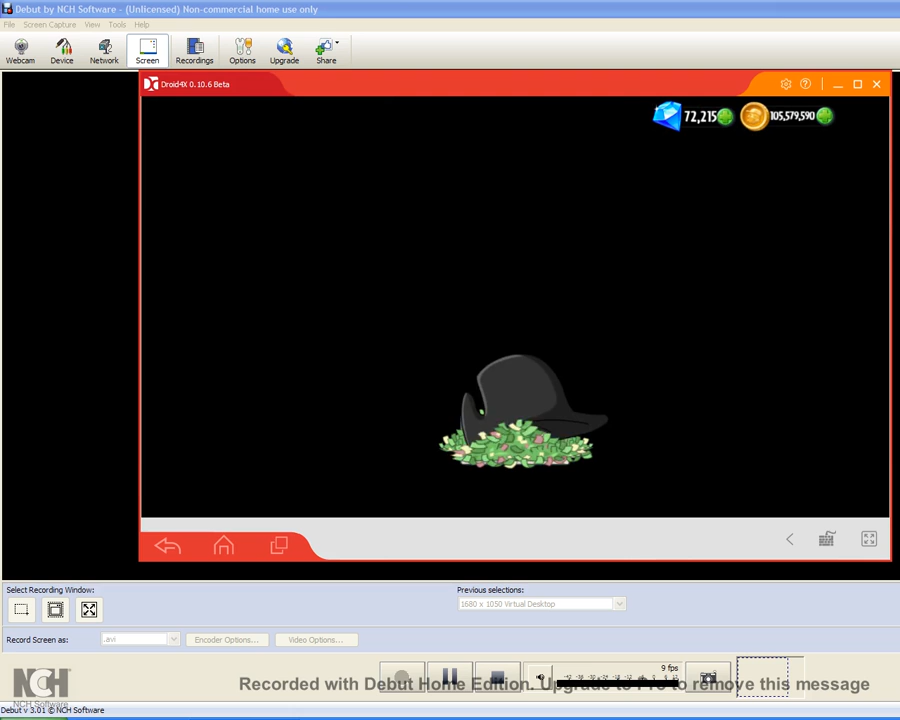 Debut by NCH Software - (Unlicensed) Non-commercial home use only
File Screen Capture View Tools Help
Webcam Device Network Screen Recordings Options Upgrade Share
Droid4X 0.10.6 Beta
72,215 105,579,590
Select Recording Window:
Previous selections:
1680 x 1050 Virtual Desktop
Record Screen as: .avi Encoder Options... Video Options...
9 fps
NCH
NCH Software
Recorded with Debut Home Edition. Upgrade to Pro to remove this message
Debut v 3.01 © NCH Software